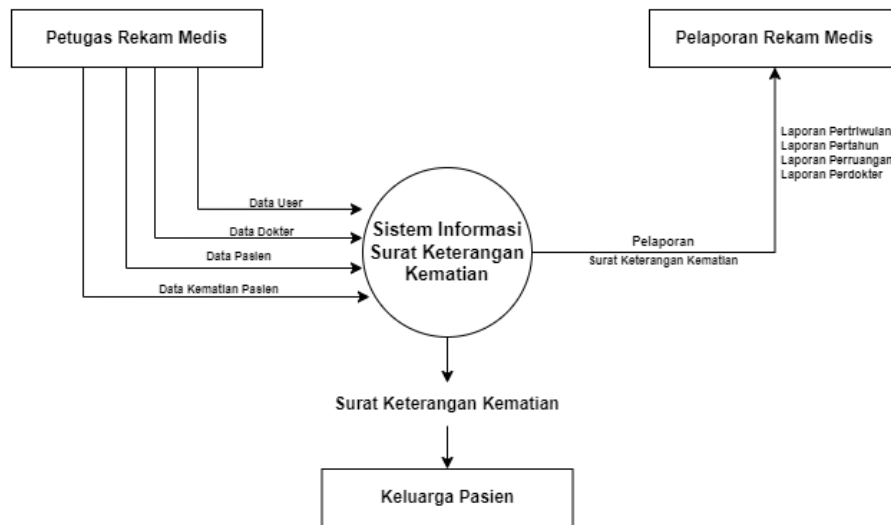 Petugas Rekam Medis
Pelaporan Rekam Medis
Laporan Pertriwulan
Laporan Pertahun
Laporan Perruangan
Laporan Perdokter
Data User
Data Dokter
Data Pasien
Data Kematian Pasien
Sistem Informasi
Surat Keterangan
Kematian
Pelaporan
Surat Keterangan Kematian
Surat Keterangan Kematian
Keluarga Pasien